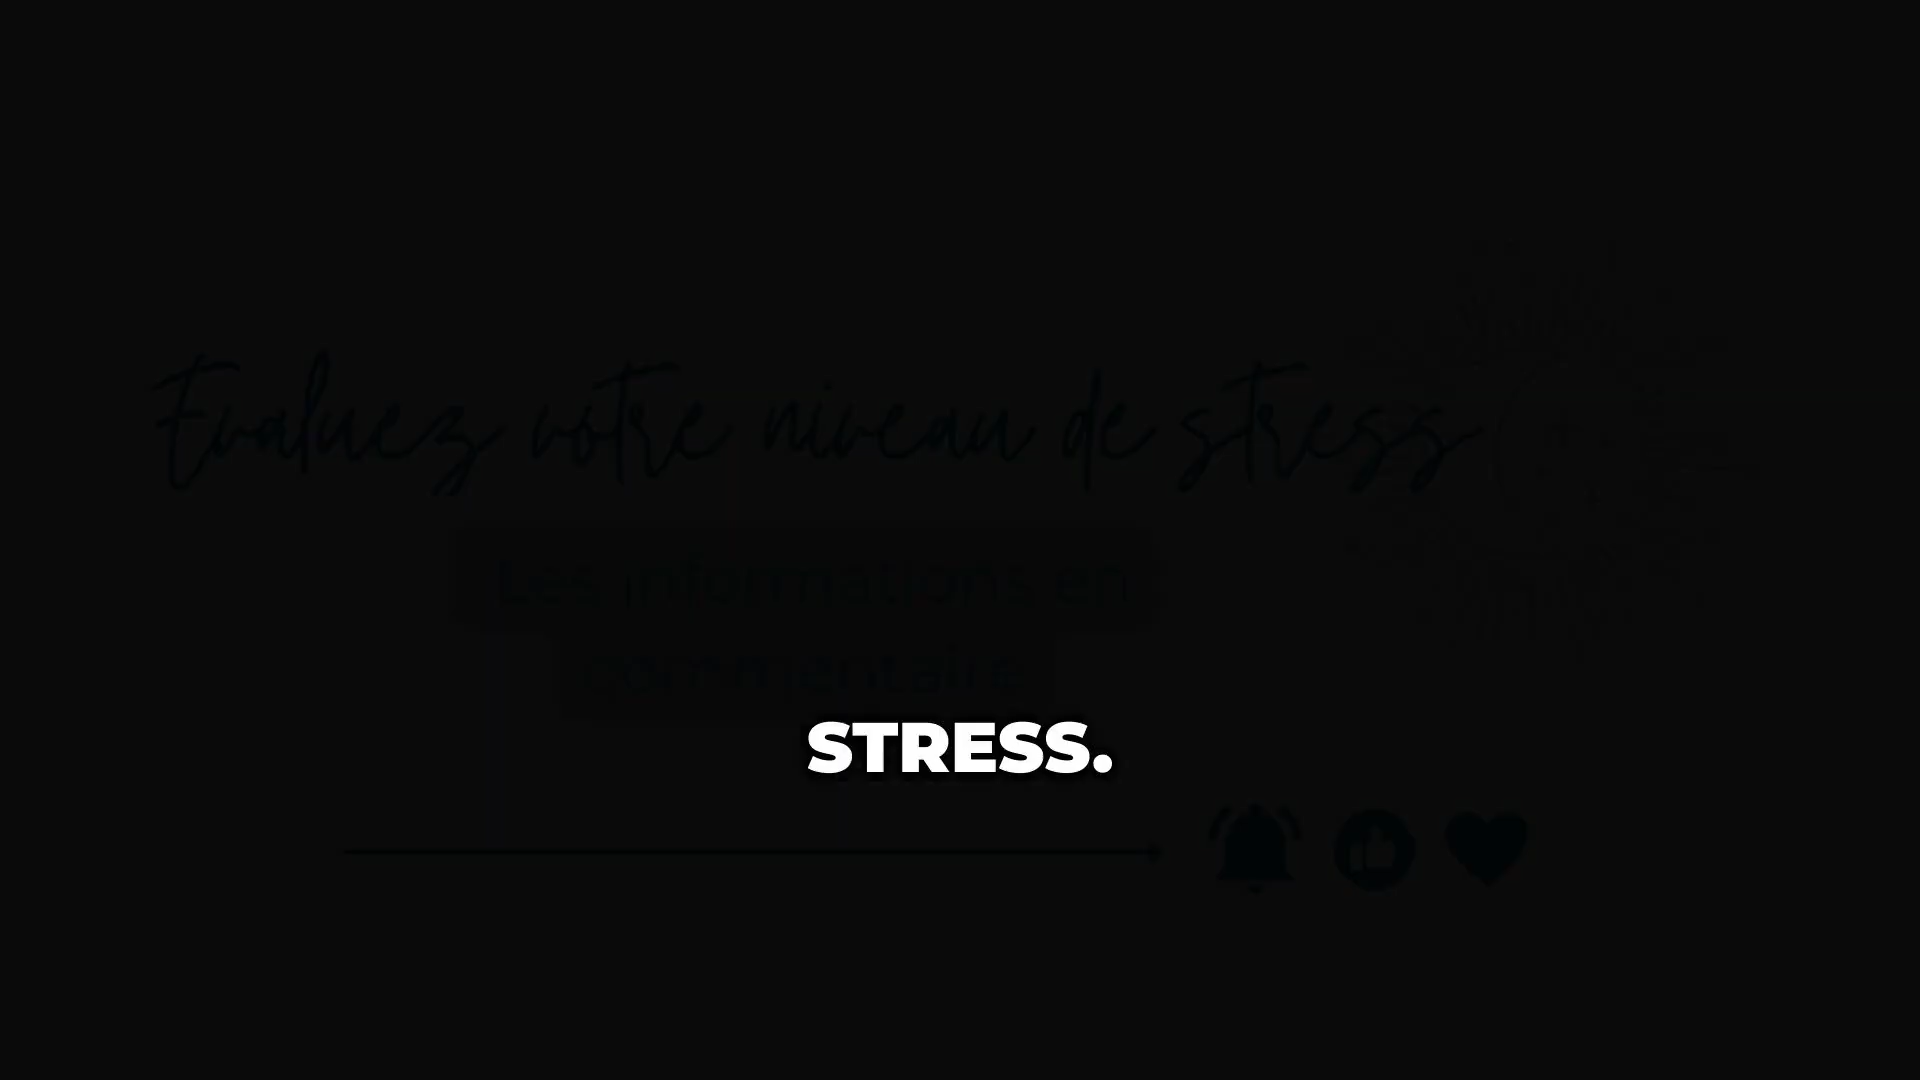 Evaluez votre niveau de stress
Les informations en
commentaire
STRESS.